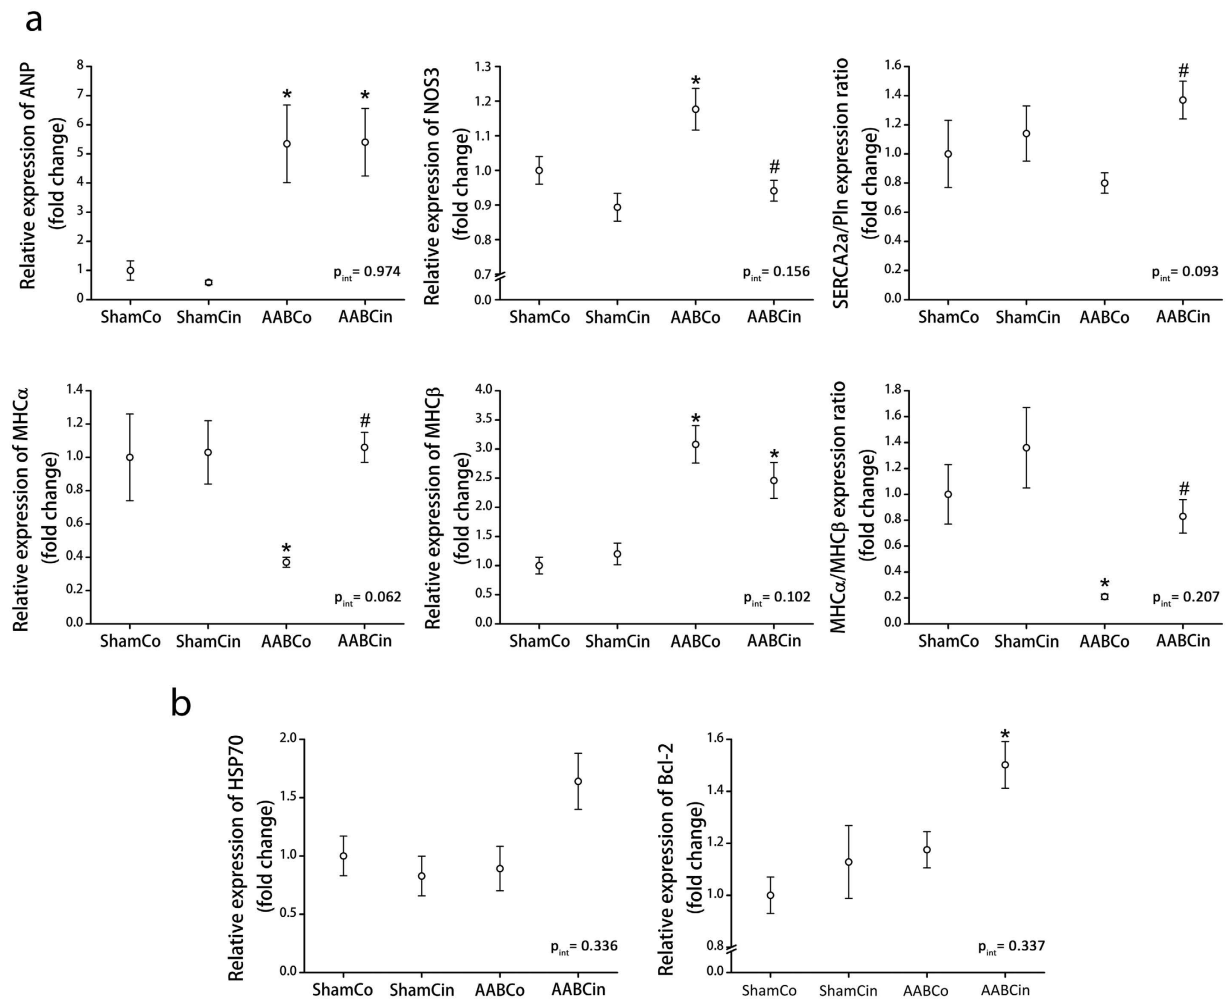 a
Relative expression of ANP
(fold change)
8
7
6
5
4
3
2
1
0
*
*
p_int= 0.974
ShamCo ShamCin AABCo AABCin
Relative expression of NOS3
(fold change)
1.3
1.2
1.1
1.0
0.9
0.8
0.7
0.0
*
#
p_int= 0.156
ShamCo ShamCin AABCo AABCin
SERCA2a/Pln expression ratio
(fold change)
1.6
1.4
1.2
1.0
0.8
0.6
0.4
0.2
0.0
#
p_int= 0.093
ShamCo ShamCin AABCo AABCin
Relative expression of MHCα
(fold change)
1.4
1.2
1.0
0.8
0.6
0.4
0.2
0.0
*
#
p_int= 0.062
ShamCo ShamCin AABCo AABCin
Relative expression of MHCβ
(fold change)
4.0
3.5
3.0
2.5
2.0
1.5
1.0
0.5
0.0
*
*
p_int= 0.102
ShamCo ShamCin AABCo AABCin
MHCα/MHCβ expression ratio
(fold change)
1.8
1.6
1.4
1.2
1.0
0.8
0.6
0.4
0.2
0.0
*
#
p_int= 0.207
ShamCo ShamCin AABCo AABCin
b
Relative expression of HSP70
(fold change)
2.0
1.5
1.0
0.5
0.0
p_int= 0.336
ShamCo ShamCin AABCo AABCin
Relative expression of Bcl-2
(fold change)
1.6
1.4
1.2
1.0
0.8
0.0
*
p_int= 0.337
ShamCo ShamCin AABCo AABCin